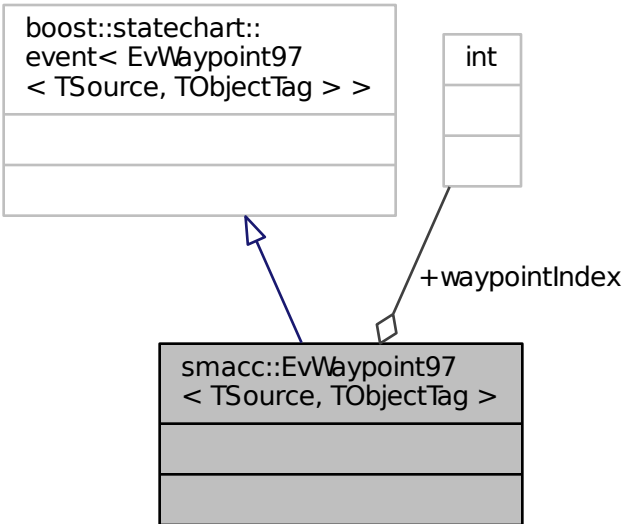 boost::statechart::
event< EvWaypoint97
< TSource, TObjectTag > >
int
+waypointIndex
smacc::EvWaypoint97
< TSource, TObjectTag >